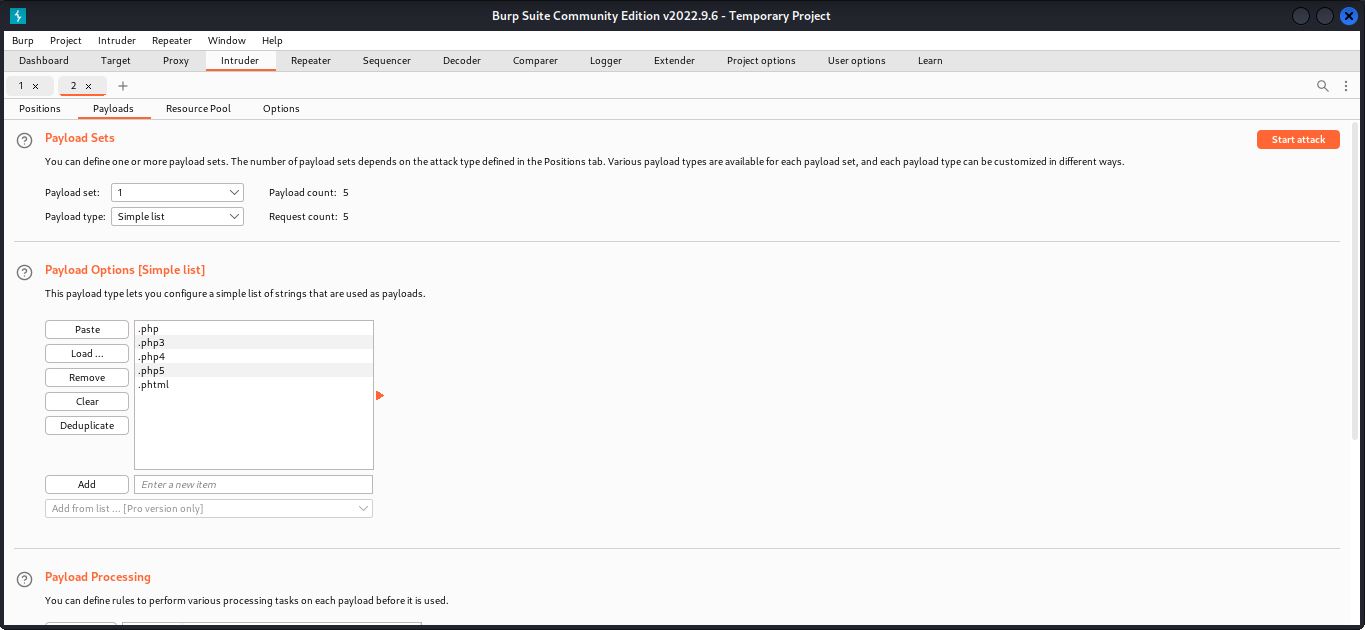 Burp Suite Community Edition v2022.9.6 - Temporary Project
Burp Project Intruder Repeater Window Help
Dashboard Target Proxy Intruder Repeater Sequencer Decoder Comparer Logger Extender Project options User options Learn
1 × 2 × +
Positions Payloads Resource Pool Options
? Payload Sets Start attack
You can define one or more payload sets. The number of payload sets depends on the attack type defined in the Positions tab. Various payload types are available for each payload set, and each payload type can be customized in different ways.
Payload set: 1 Payload count: 5
Payload type: Simple list Request count: 5
? Payload Options [Simple list]
This payload type lets you configure a simple list of strings that are used as payloads.
Paste .php
.php3
Load ... .php4
Remove .php5
.phtml
Clear
Deduplicate
Add Enter a new item
Add from list ... [Pro version only]
? Payload Processing
You can define rules to perform various processing tasks on each payload before it is used.